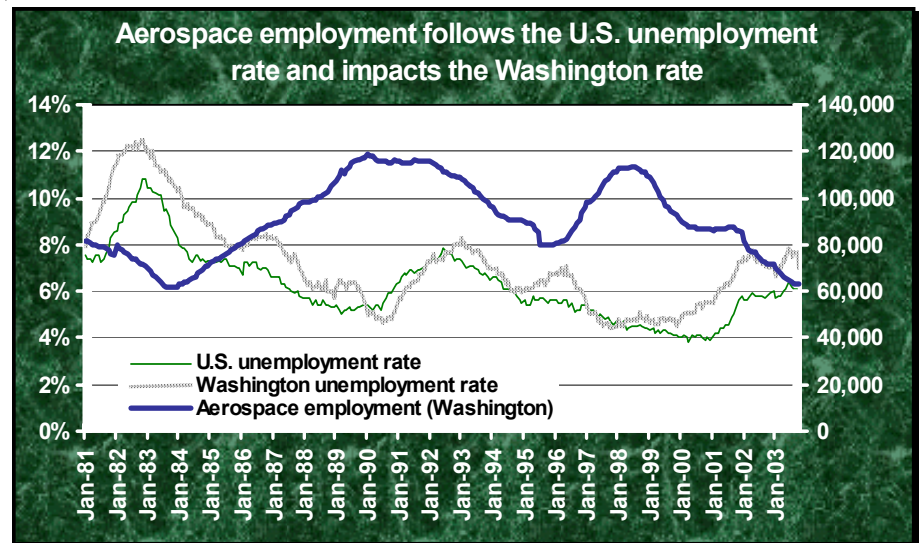 Aerospace employment follows the U.S. unemployment
rate and impacts the Washington rate
14%
12%
10%
8%
6%
4%
2%
0%
140,000
120,000
100,000
80,000
60,000
40,000
20,000
0
U.S. unemployment rate
Washington unemployment rate
Aerospace employment (Washington)
Jan-81
Jan-82
Jan-83
Jan-84
Jan-85
Jan-86
Jan-87
Jan-88
Jan-89
Jan-90
Jan-91
Jan-92
Jan-93
Jan-94
Jan-95
Jan-96
Jan-97
Jan-98
Jan-99
Jan-00
Jan-01
Jan-02
Jan-03